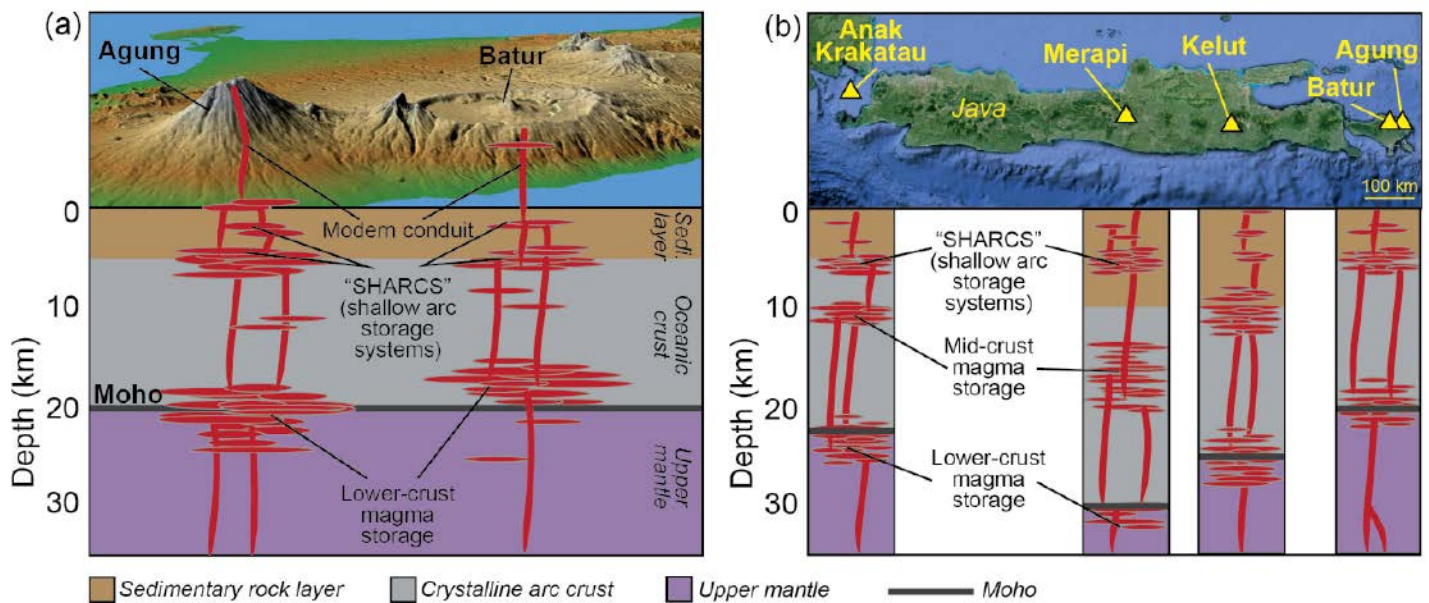 (a)
Agung
Batur
0
10
20
30
Depth (km)
Modern conduit
"SHARCS"
(shallow arc
storage
systems)
Moho
Lower-crust
magma
storage
Sedi.
layer
Oceanic
crust
Upper
mantle
(b)
Anak
Krakatau
Merapi
Kelut
Agung
Batur
Java
100 km
0
10
20
30
Depth (km)
"SHARCS"
(shallow arc
storage
systems)
Mid-crust
magma
storage
Lower-crust
magma
storage
Sedimentary rock layer
Crystalline arc crust
Upper mantle
Moho